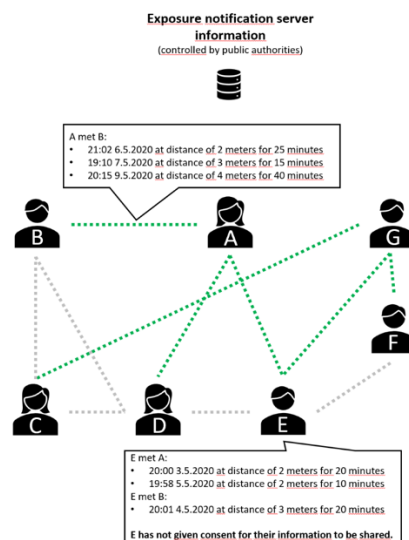 Exposure notification server
information
(controlled by public authorities)
A met B:
• 21:02 6.5.2020 at distance of 2 meters for 25 minutes
• 19:10 7.5.2020 at distance of 3 meters for 15 minutes
• 20:15 9.5.2020 at distance of 4 meters for 40 minutes
B
A
G
F
C
D
E
E met A:
• 20:00 3.5.2020 at distance of 2 meters for 20 minutes
• 19:58 5.5.2020 at distance of 2 meters for 10 minutes
E met B:
• 20:01 4.5.2020 at distance of 3 meters for 20 minutes
E has not given consent for their information to be shared.